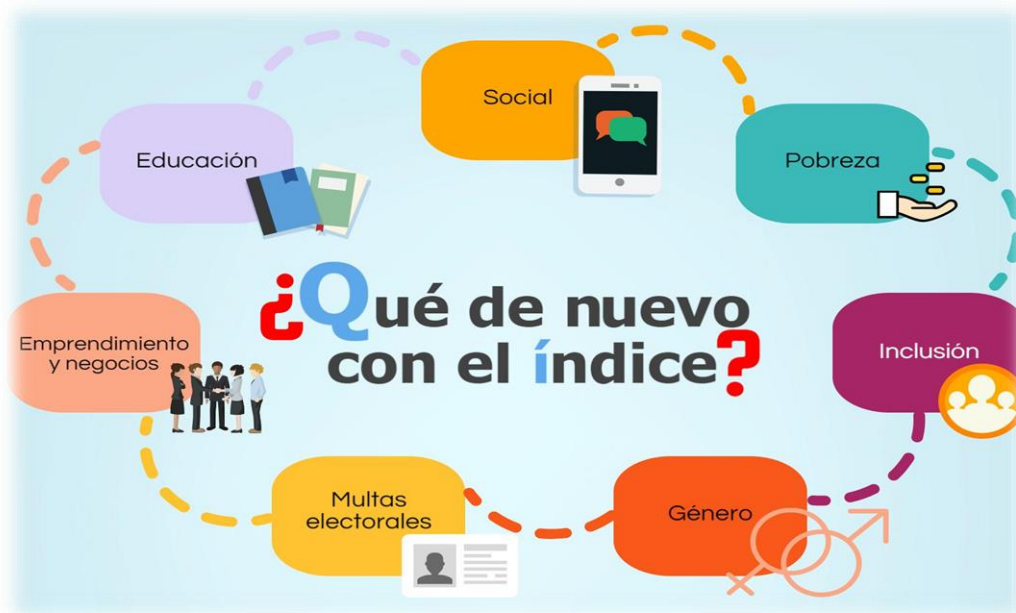 Social
Educación
Pobreza
¿Qué de nuevo
con el índice?
Emprendimiento
y negocios
Inclusión
Multas
electorales
Género